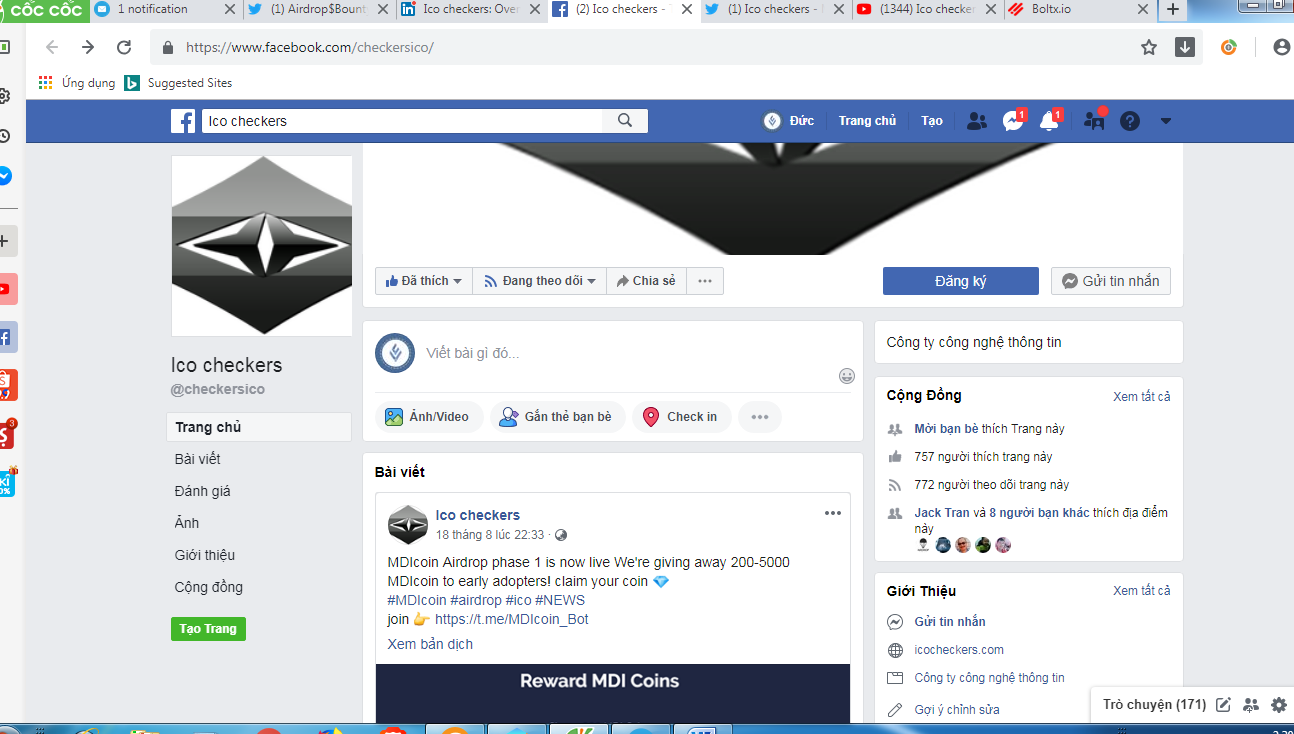 cốc cốc
1 notification
(1) Airdrop$Bount
Ico checkers: Over
(2) Ico checkers -
(1) Ico checkers -
(1344) Ico checker
Boltx.io
https://www.facebook.com/checkersico/
Ứng dụng
Suggested Sites
Ico checkers
Đức
Trang chủ
Tạo
1
1
Đã thích
Đang theo dõi
Chia sẻ
Đăng ký
Gửi tin nhắn
Ico checkers
@checkersico
Trang chủ
Bài viết
Đánh giá
Ảnh
Giới thiệu
Cộng đồng
Tạo Trang
Viết bài gì đó...
Ảnh/Video
Gắn thẻ bạn bè
Check in
Bài viết
Ico checkers
18 tháng 8 lúc 22:33 ·
MDIcoin Airdrop phase 1 is now live We're giving away 200-5000
MDIcoin to early adopters! claim your coin 💎
#MDIcoin #airdrop #ico #NEWS
join 👉 https://t.me/MDIcoin_Bot
Xem bản dịch
Reward MDI Coins
Công ty công nghệ thông tin
Cộng Đồng
Xem tất cả
Mời bạn bè thích Trang này
757 người thích trang này
772 người theo dõi trang này
Jack Tran và 8 người bạn khác thích địa điểm
này
Giới Thiệu
Xem tất cả
Gửi tin nhắn
icocheckers.com
Công ty công nghệ thông tin
Gợi ý chỉnh sửa
Trò chuyện (171)
3